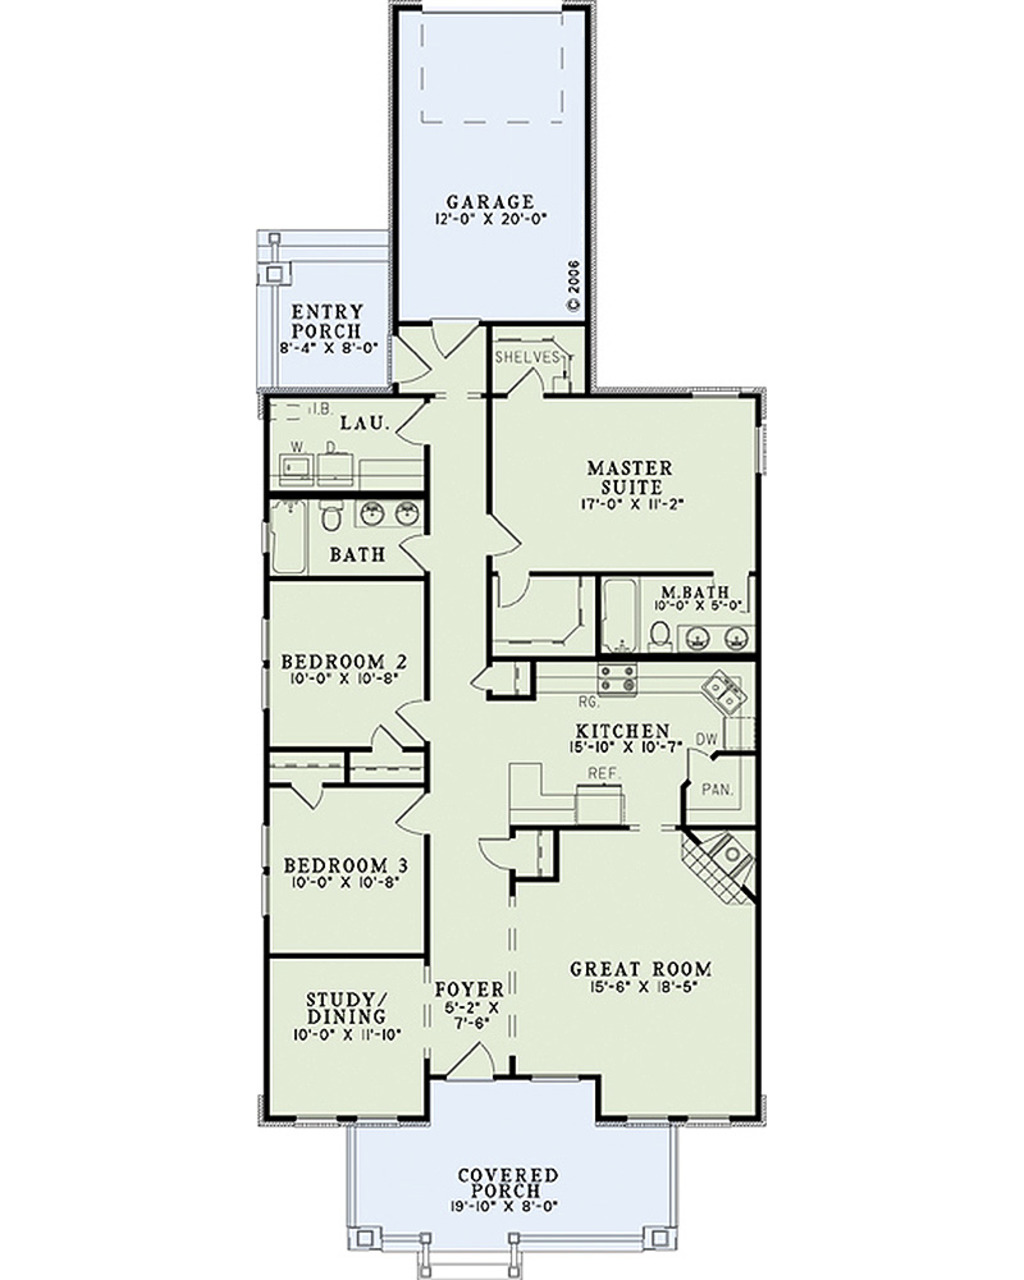 GARAGE
12'-0" X 20'-0"
© 2006
ENTRY
PORCH
8'-4" X 8'-0"
SHELVES
I.B.
LAU.
W.
D.
MASTER
SUITE
17'-0" X 11'-2"
BATH
M.BATH
10'-0" X 5'-0"
BEDROOM 2
10'-0" X 10'-8"
RG.
KITCHEN
15'-10" X 10'-7"
DW
REF.
PAN.
BEDROOM 3
10'-0" X 10'-8"
GREAT ROOM
15'-6" X 18'-5"
FOYER
5'-2" X
7'-6"
STUDY/
DINING
10'-0" X 11'-10"
COVERED
PORCH
19'-10" X 8'-0"